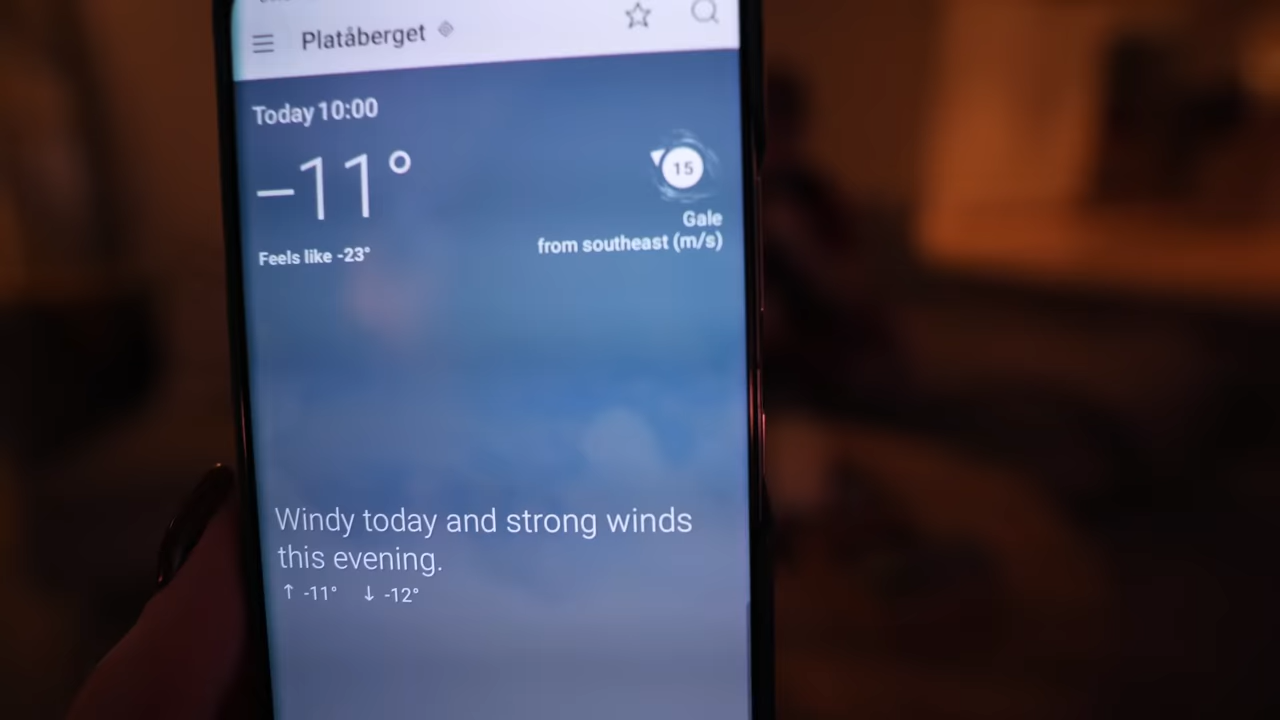 Platåberget
Today 10:00
−11°
15
Gale
from southeast (m/s)
Feels like -23°
Windy today and strong winds
this evening.
↑ -11° ↓ -12°